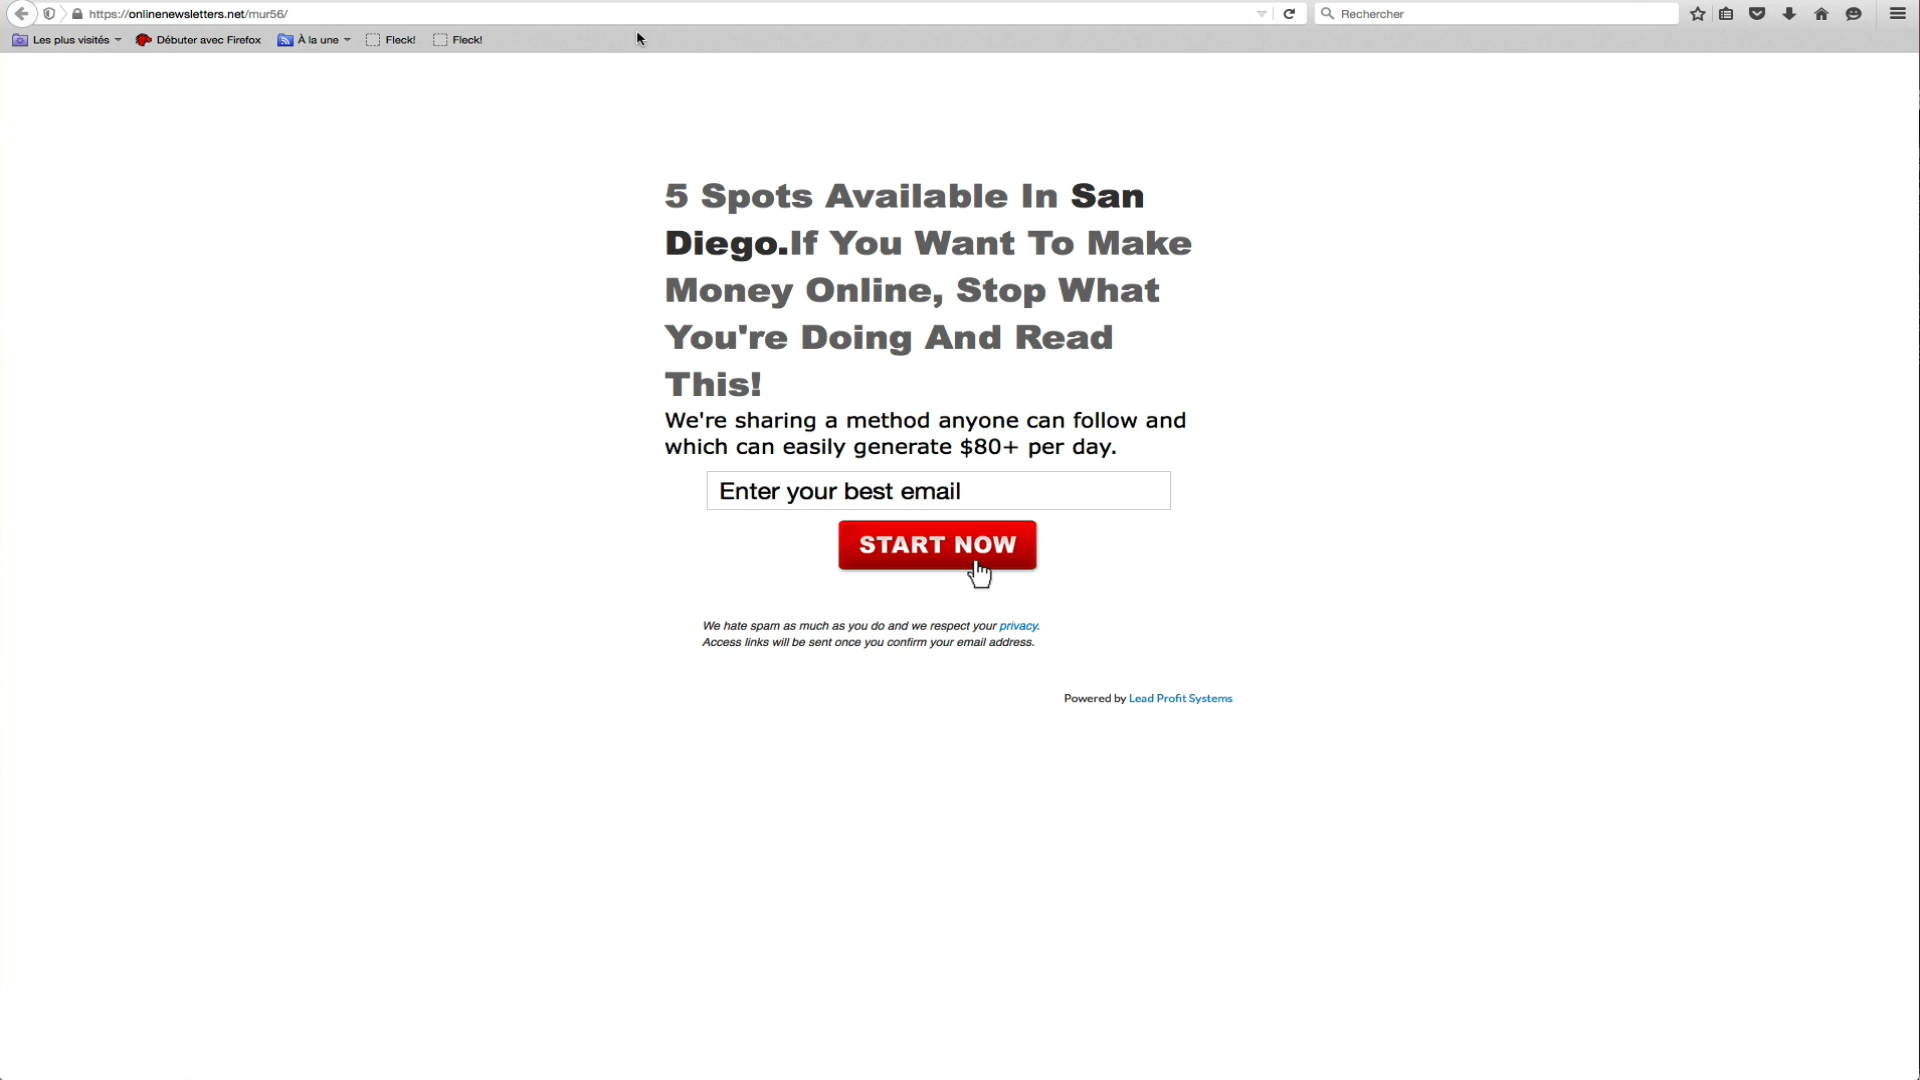 https://onlinenewsletters.net/mur56/
Rechercher
Les plus visités
Débuter avec Firefox
À la une
Fleck!
Fleck!
5 Spots Available In San
Diego.If You Want To Make
Money Online, Stop What
You're Doing And Read
This!
We're sharing a method anyone can follow and
which can easily generate $80+ per day.
Enter your best email
START NOW
We hate spam as much as you do and we respect your privacy.
Access links will be sent once you confirm your email address.
Powered by Lead Profit Systems